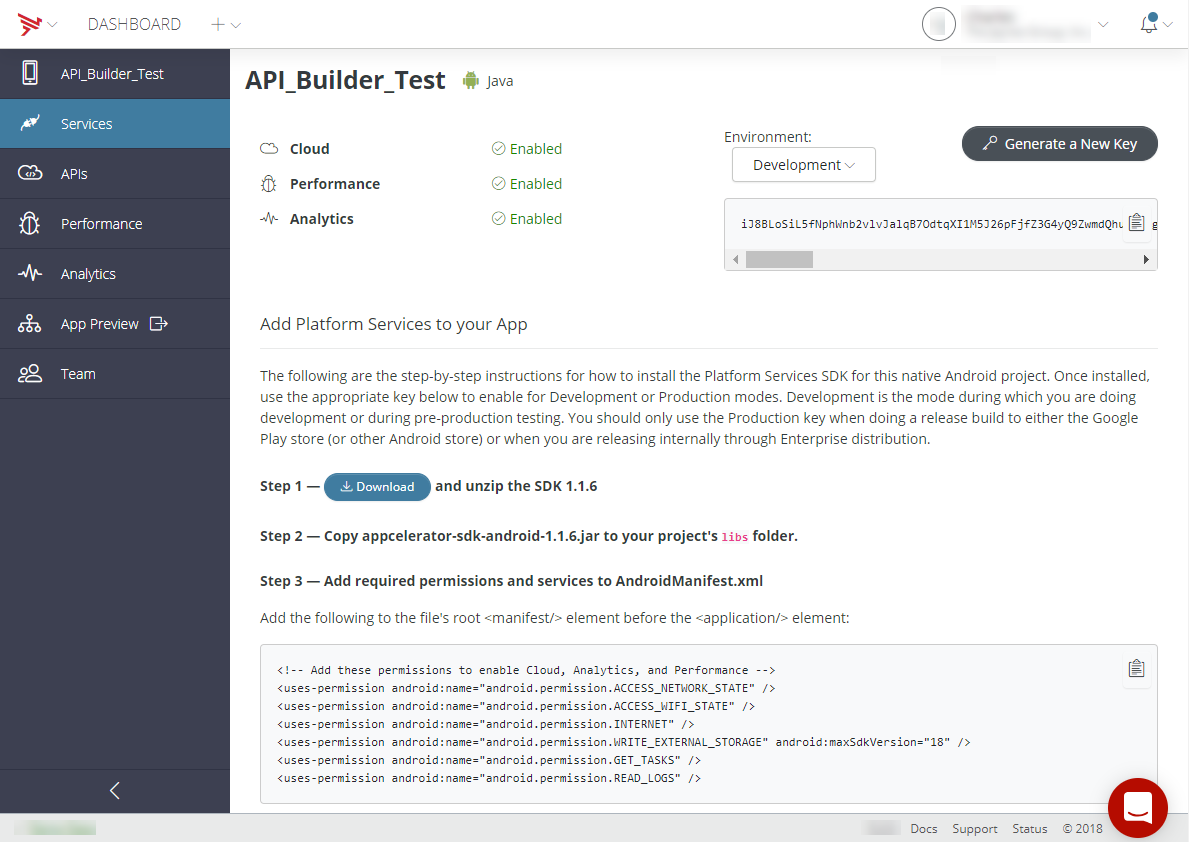 DASHBOARD
API_Builder_Test
Services
APIs
Performance
Analytics
App Preview
Team
API_Builder_Test Java
Cloud Enabled
Performance Enabled
Analytics Enabled
Environment:
Development
Generate a New Key
Add Platform Services to your App
The following are the step-by-step instructions for how to install the Platform Services SDK for this native Android project. Once installed,
use the appropriate key below to enable for Development or Production modes. Development is the mode during which you are doing
development or during pre-production testing. You should only use the Production key when doing a release build to either the Google
Play store (or other Android store) or when you are releasing internally through Enterprise distribution.
Step 1 — Download and unzip the SDK 1.1.6
Step 2 — Copy appcelerator-sdk-android-1.1.6.jar to your project's libs folder.
Step 3 — Add required permissions and services to AndroidManifest.xml
Add the following to the file's root <manifest/> element before the <application/> element:
<!-- Add these permissions to enable Cloud, Analytics, and Performance -->
<uses-permission android:name="android.permission.ACCESS_NETWORK_STATE" />
<uses-permission android:name="android.permission.ACCESS_WIFI_STATE" />
<uses-permission android:name="android.permission.INTERNET" />
<uses-permission android:name="android.permission.WRITE_EXTERNAL_STORAGE" android:maxSdkVersion="18" />
<uses-permission android:name="android.permission.GET_TASKS" />
<uses-permission android:name="android.permission.READ_LOGS" />
Docs Support Status © 2018